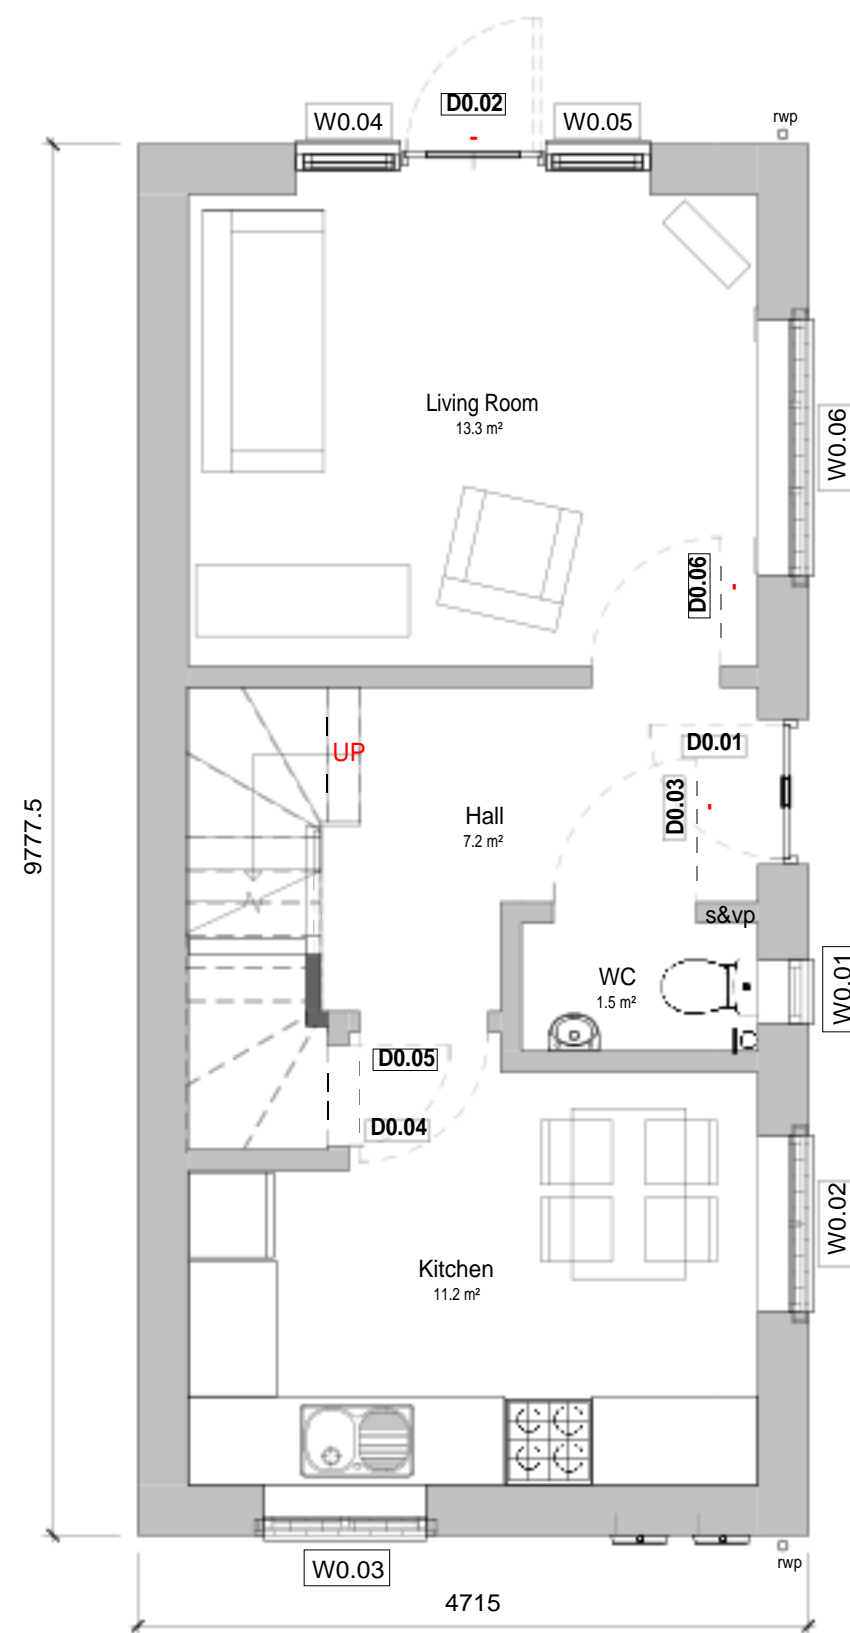 D0.02
W0.04
W0.05
rwp
Living Room
13.3 m²
W0.06
D0.06
UP
D0.01
D0.03
Hall
7.2 m²
9777.5
s&vp
WC
1.5 m²
W0.01
D0.05
D0.04
W0.02
Kitchen
11.2 m²
W0.03
rwp
4715